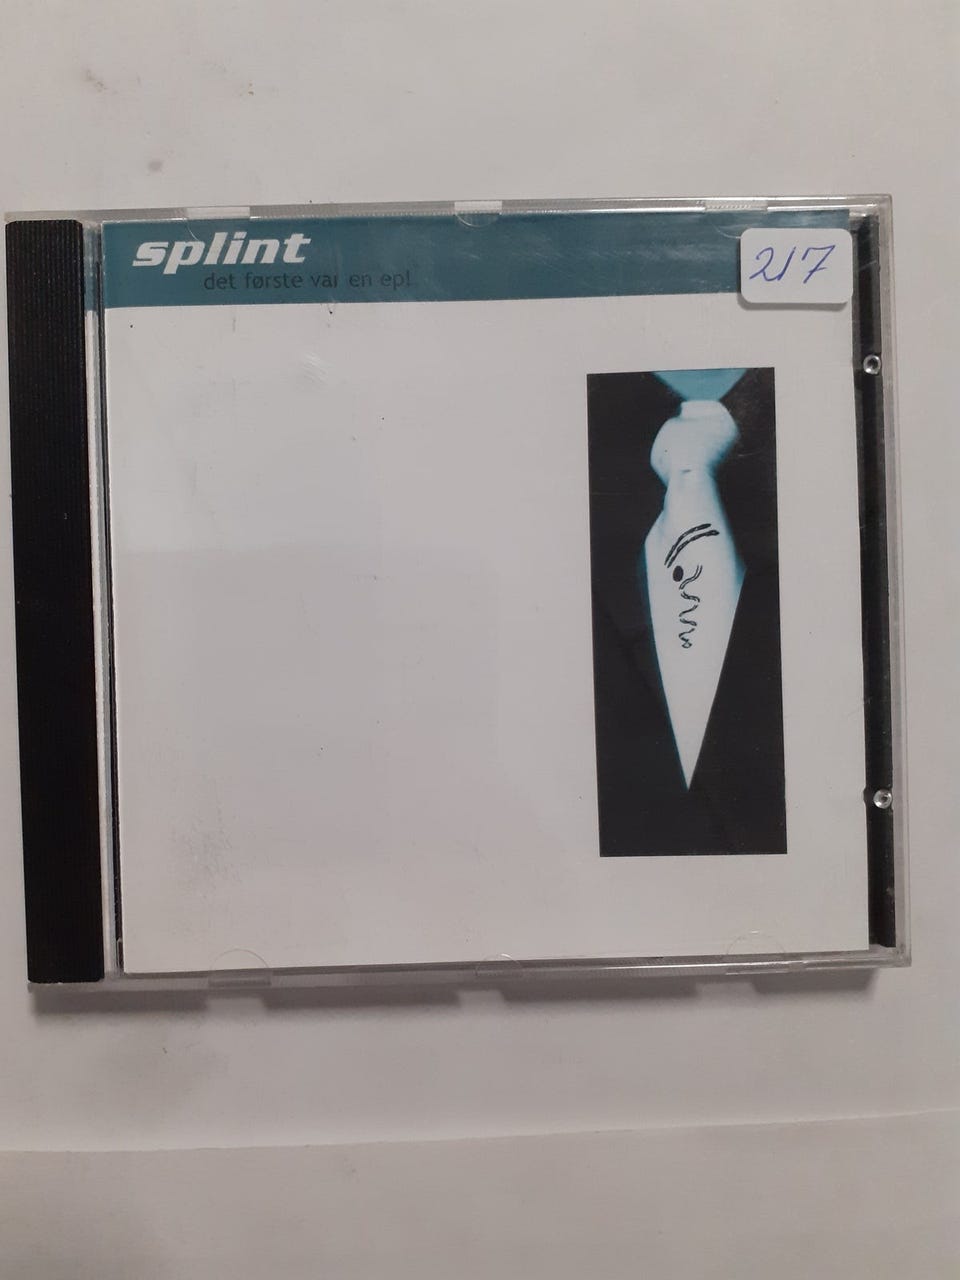 splint
det første var en ep!
217